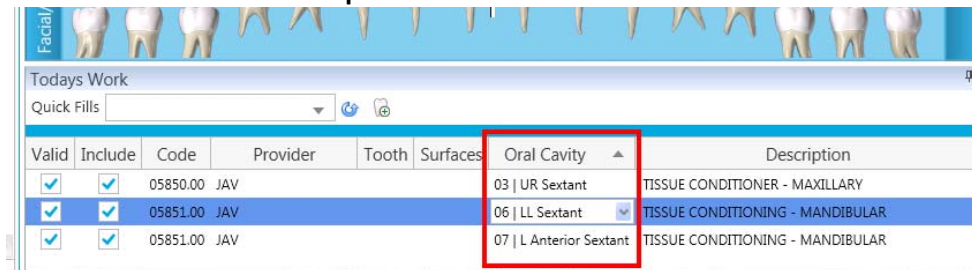 Facial/
Todays Work
Quick Fills
Valid Include Code Provider Tooth Surfaces Oral Cavity Description
05850.00 JAV 03 | UR Sextant TISSUE CONDITIONER - MAXILLARY
05851.00 JAV 06 | LL Sextant TISSUE CONDITIONING - MANDIBULAR
05851.00 JAV 07 | L Anterior Sextant TISSUE CONDITIONING - MANDIBULAR